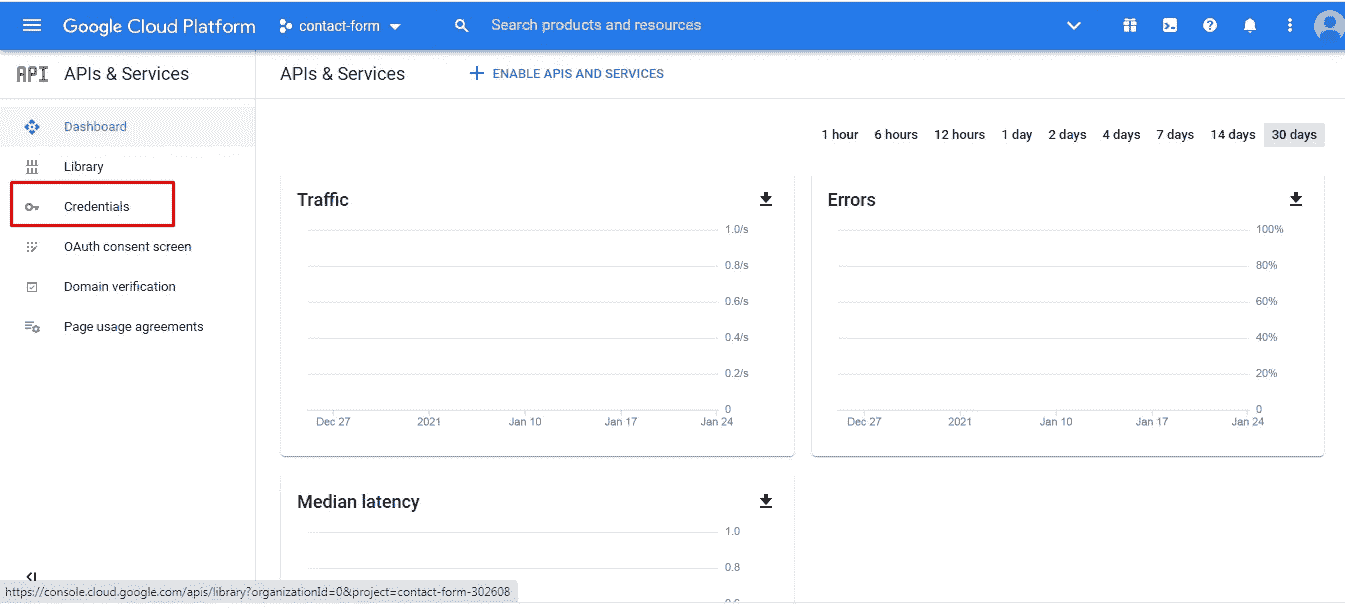 Google Cloud Platform contact-form Search products and resources
API APIs & Services
APIs & Services ENABLE APIS AND SERVICES
Dashboard
Library
Credentials
OAuth consent screen
Domain verification
Page usage agreements
1 hour 6 hours 12 hours 1 day 2 days 4 days 7 days 14 days 30 days
Traffic
1.0/s
0.8/s
0.6/s
0.4/s
0.2/s
0
Dec 27 2021 Jan 10 Jan 17 Jan 24
Errors
100%
80%
60%
40%
20%
0
Dec 27 2021 Jan 10 Jan 17 Jan 24
Median latency
1.0
0.8
https://console.cloud.google.com/apis/library?organizationId=0&project=contact-form-302608